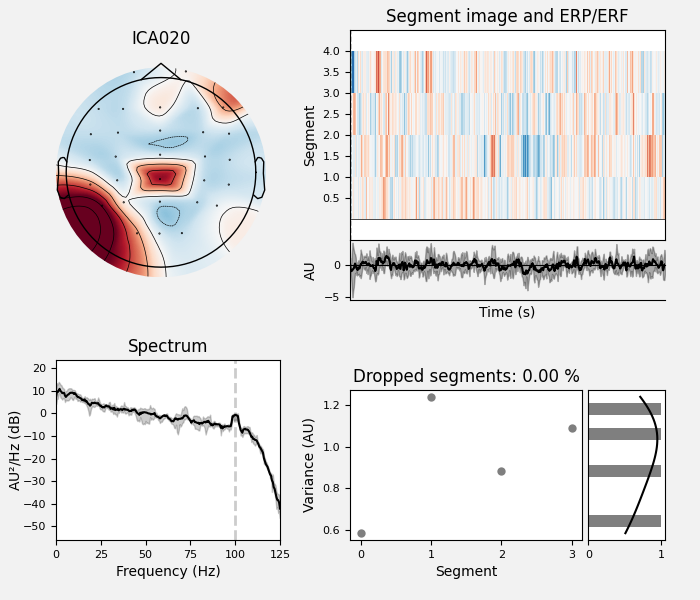 ICA020
Segment image and ERP/ERF
Segment
4.0
3.5
3.0
2.5
2.0
1.5
1.0
0.5
AU
0
−5
Time (s)
Spectrum
AU²/Hz (dB)
20
10
0
−10
−20
−30
−40
−50
0 25 50 75 100 125
Frequency (Hz)
Dropped segments: 0.00 %
Variance (AU)
1.2
1.0
0.8
0.6
0 1 2 3
Segment
0 1